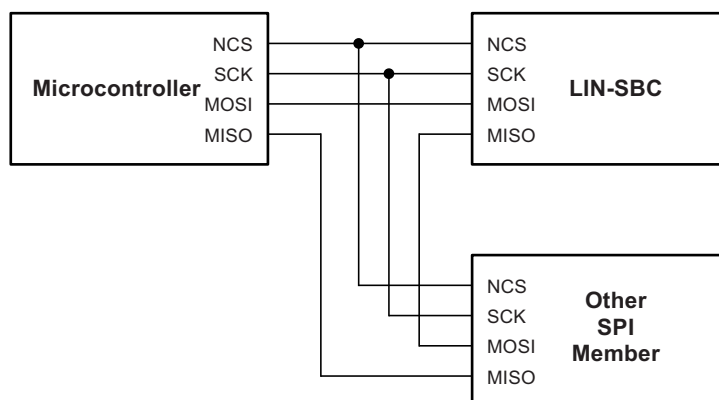 Microcontroller
NCS
SCK
MOSI
MISO
NCS
SCK
MOSI
MISO
LIN-SBC
NCS
SCK
MOSI
MISO
Other
SPI
Member